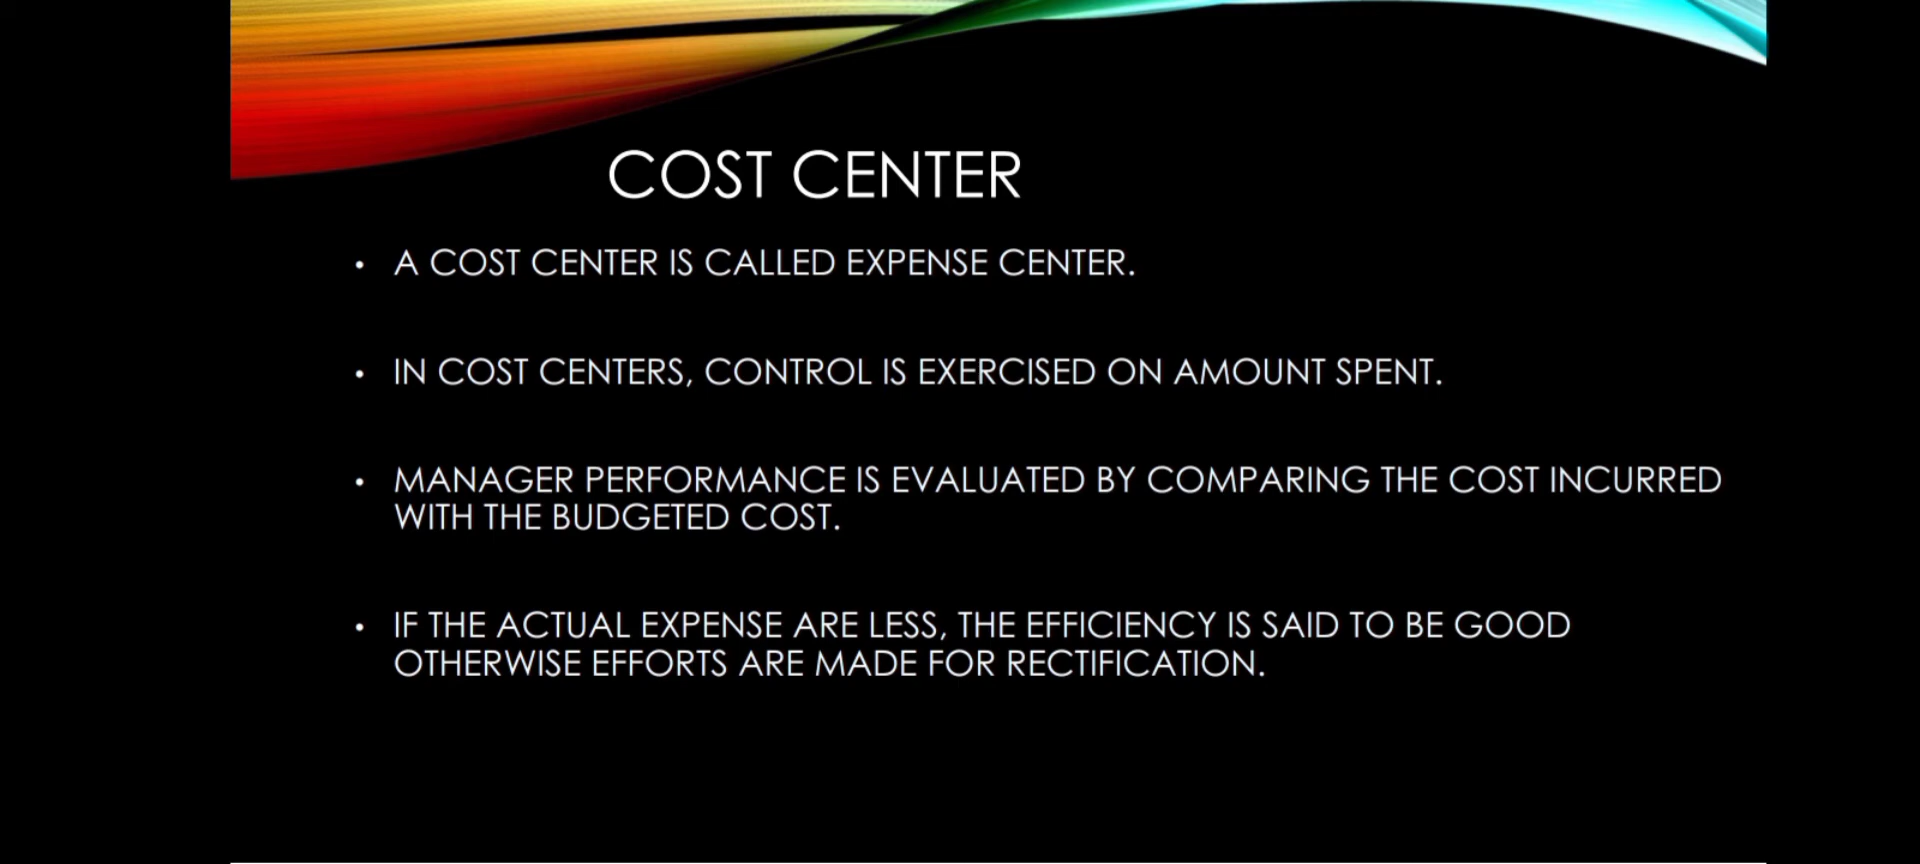 COST CENTER
• A COST CENTER IS CALLED EXPENSE CENTER.
• IN COST CENTERS, CONTROL IS EXERCISED ON AMOUNT SPENT.
• MANAGER PERFORMANCE IS EVALUATED BY COMPARING THE COST INCURRED
WITH THE BUDGETED COST.
• IF THE ACTUAL EXPENSE ARE LESS, THE EFFICIENCY IS SAID TO BE GOOD
OTHERWISE EFFORTS ARE MADE FOR RECTIFICATION.